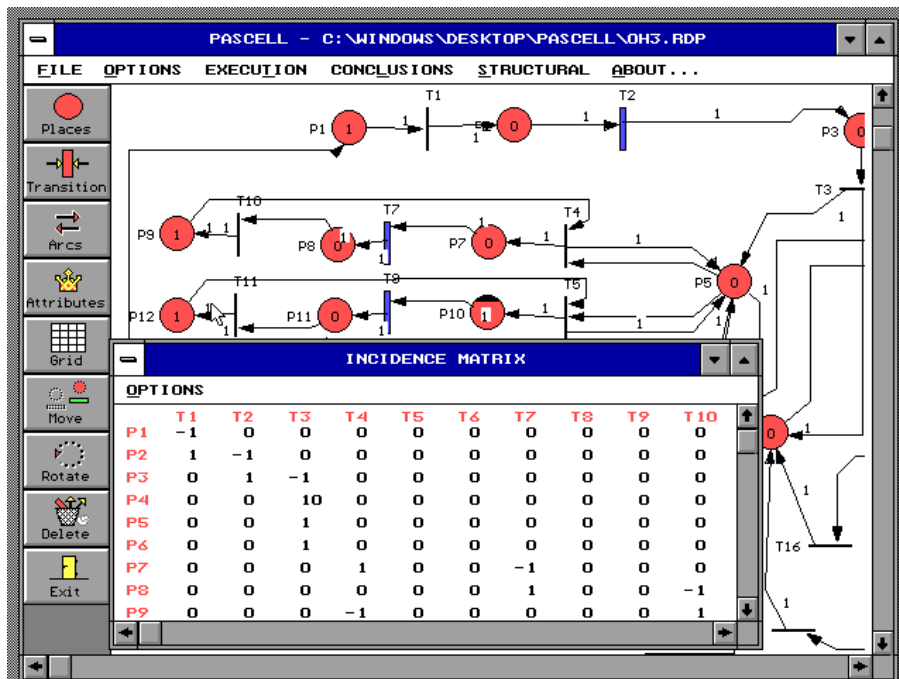 PASCELL - C:\WINDOWS\DESKTOP\PASCELL\OH3.RDP
FILE OPTIONS EXECUTION CONCLUSIONS STRUCTURAL ABOUT...
Places
Transition
Arcs
Attributes
Grid
Move
Rotate
Delete
Exit
T1 T2
P1 1 1 1 0 1 1 P3 0
T3
1
T10 T7 T4
P9 1 1 1 P8 1 1 P7 0 1 1 1
P5 0 1
T11 T8 T5
P12 1 1 1 P11 0 1 P10 1 1 1 1 1
0 1
1
T16
1
INCIDENCE MATRIX
OPTIONS
T1 T2 T3 T4 T5 T6 T7 T8 T9 T10
P1 -1 0 0 0 0 0 0 0 0 0
P2 1 -1 0 0 0 0 0 0 0 0
P3 0 1 -1 0 0 0 0 0 0 0
P4 0 0 10 0 0 0 0 0 0 0
P5 0 0 1 0 0 0 0 0 0 0
P6 0 0 1 0 0 0 0 0 0 0
P7 0 0 0 1 0 0 -1 0 0 0
P8 0 0 0 0 0 0 1 0 0 -1
P9 0 0 0 -1 0 0 0 0 0 1